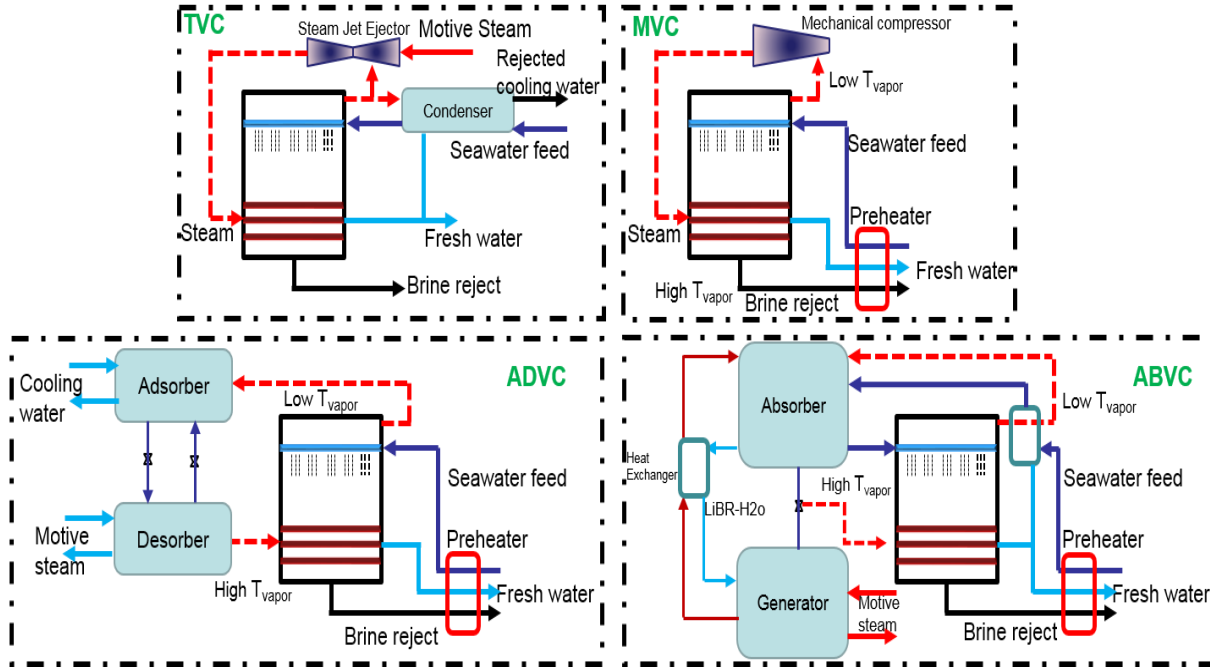 TVC
Steam Jet Ejector
Motive Steam
Rejected
cooling water
Condenser
Seawater feed
Steam
Fresh water
Brine reject
MVC
Mechanical compressor
Low Tvapor
Seawater feed
Preheater
Steam
Fresh water
High Tvapor
Brine reject
ADVC
Cooling
water
Adsorber
Low Tvapor
Seawater feed
Motive
steam
Desorber
Preheater
High Tvapor
Fresh water
Brine reject
ABVC
Absorber
Low Tvapor
Heat
Exchanger
Seawater feed
High Tvapor
LiBR-H2o
Preheater
Generator
Motive
steam
Fresh water
Brine reject